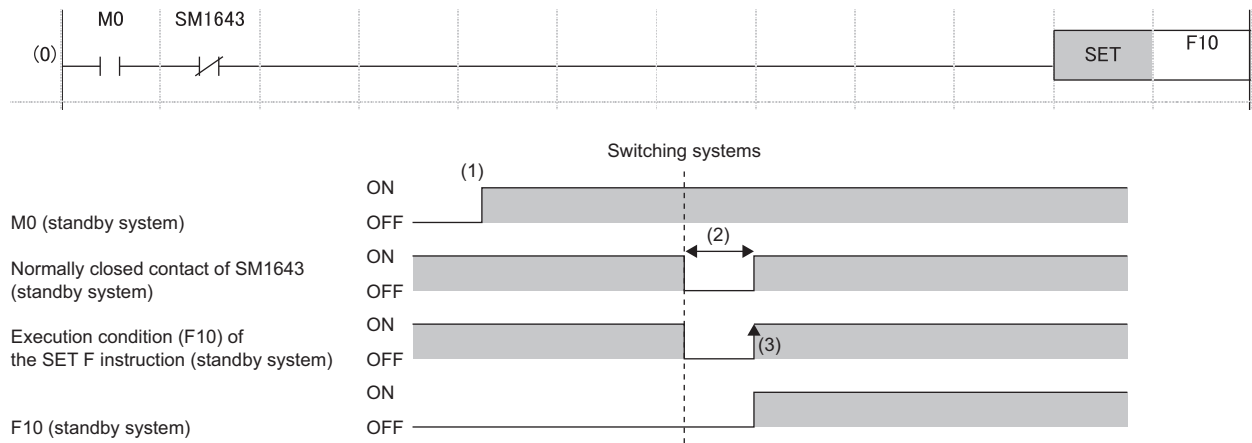 M0 SM1643
(0) SET F10
Switching systems
(1)
ON
M0 (standby system) OFF
(2)
ON
Normally closed contact of SM1643
(standby system) OFF
ON
Execution condition (F10) of
the SET F instruction (standby system) OFF
(3)
ON
F10 (standby system) OFF